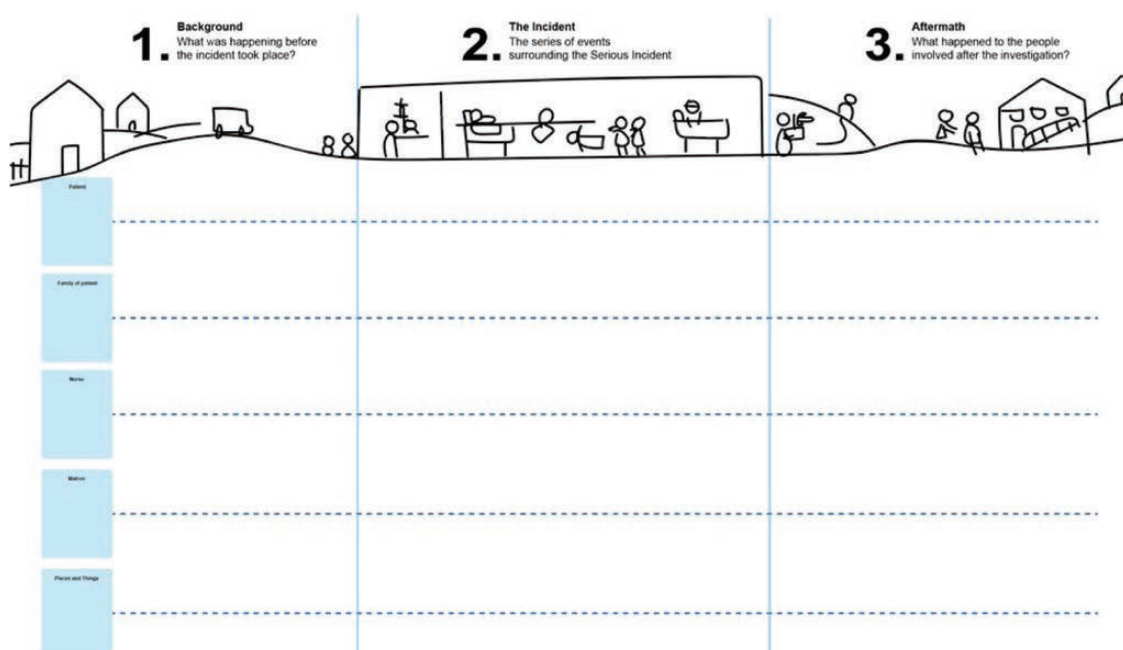 1.
Background
What was happening before
the incident took place?
2.
The Incident
The series of events
surrounding the Serious Incident
3.
Aftermath
What happened to the people
involved after the investigation?
Patient
Family of patient
Nurse
Matron
Places and Things